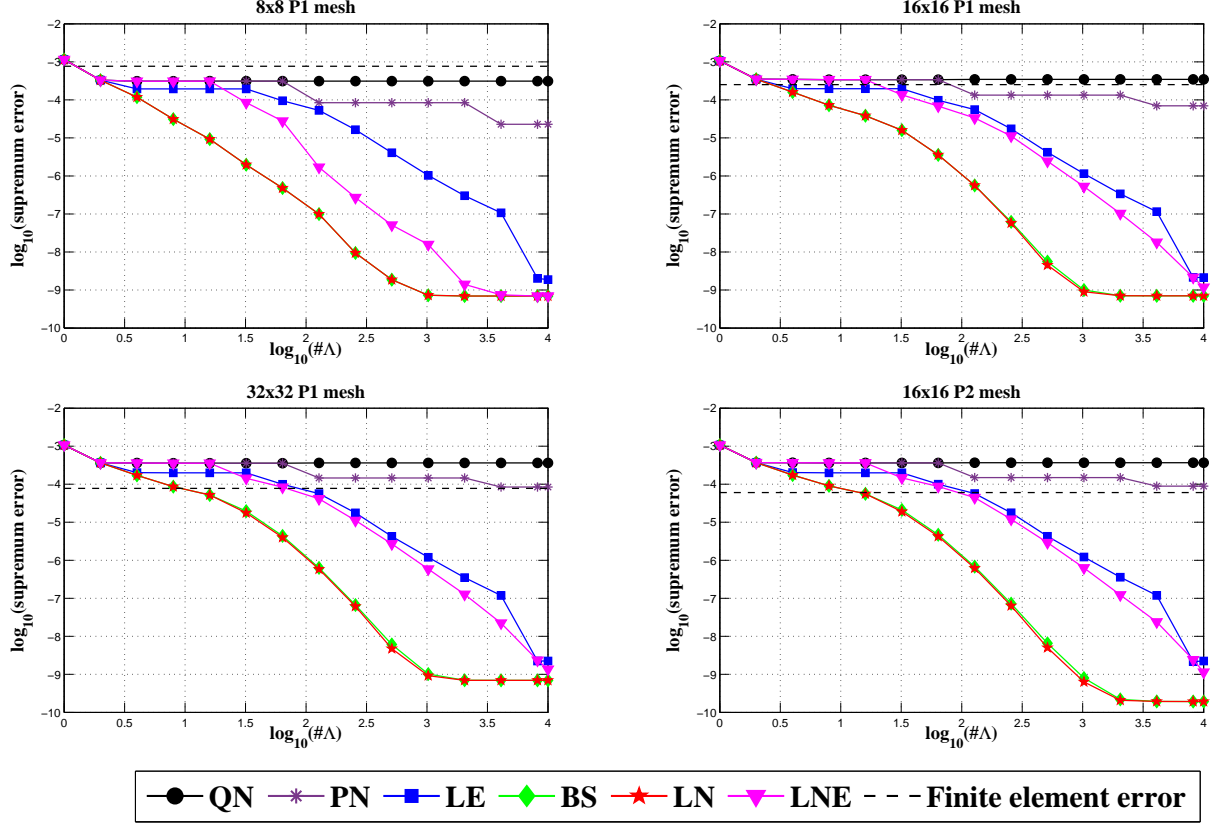 8x8 P1 mesh
−2
−3
−4
−5
−6
−7
−8
−9
−10
log10(supremum error)
0 0.5 1 1.5 2 2.5 3 3.5 4
log10(#Λ)
16x16 P1 mesh
−2
−3
−4
−5
−6
−7
−8
−9
−10
log10(supremum error)
0 0.5 1 1.5 2 2.5 3 3.5 4
log10(#Λ)
32x32 P1 mesh
−2
−3
−4
−5
−6
−7
−8
−9
−10
log10(supremum error)
0 0.5 1 1.5 2 2.5 3 3.5 4
log10(#Λ)
16x16 P2 mesh
−2
−3
−4
−5
−6
−7
−8
−9
−10
log10(supremum error)
0 0.5 1 1.5 2 2.5 3 3.5 4
log10(#Λ)
QN PN LE BS LN LNE Finite element error